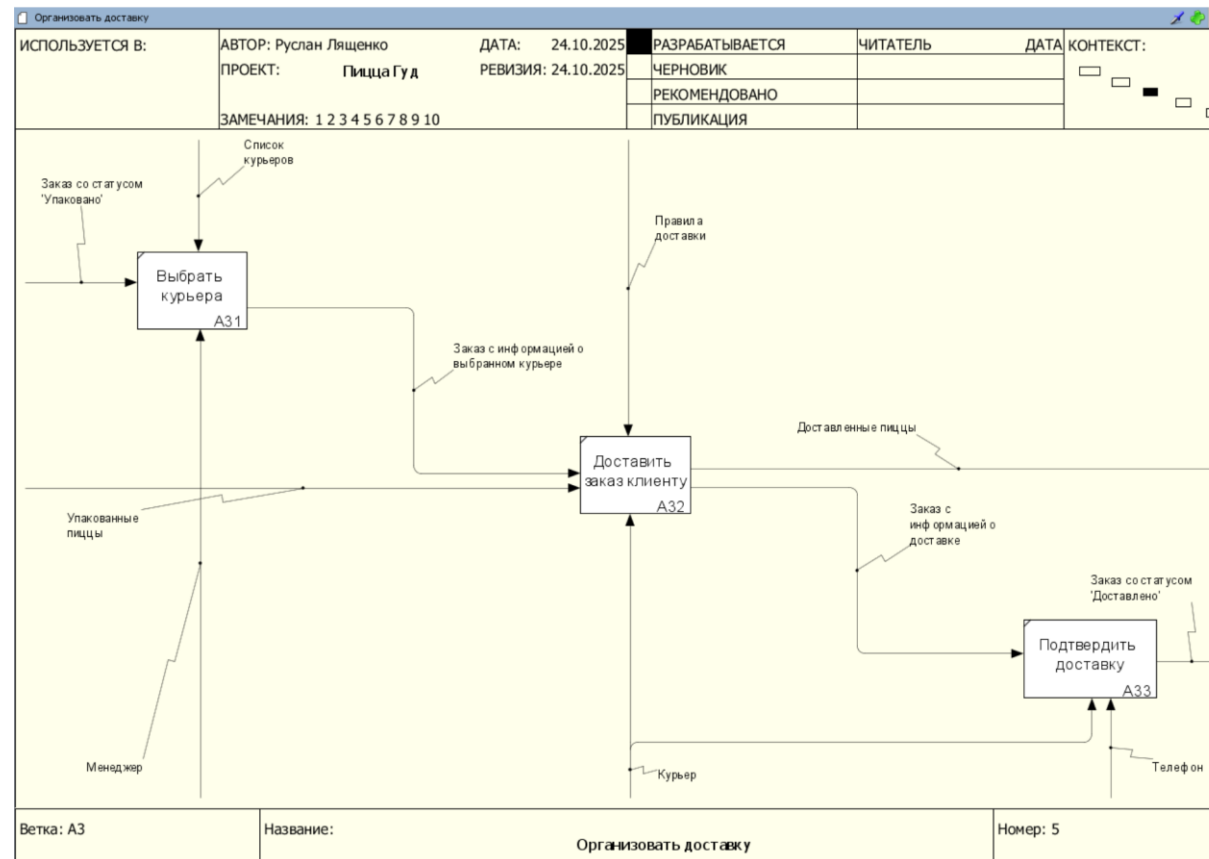 Организовать доставку
ИСПОЛЬЗУЕТСЯ В:
АВТОР: Руслан Лященко
ДАТА: 24.10.2025
ПРОЕКТ: Пицца Гуд
РЕВИЗИЯ: 24.10.2025
ЗАМЕЧАНИЯ: 1 2 3 4 5 6 7 8 9 10
РАЗРАБАТЫВАЕТСЯ
ЧЕРНОВИК
РЕКОМЕНДОВАНО
ПУБЛИКАЦИЯ
ЧИТАТЕЛЬ
ДАТА
КОНТЕКСТ:
Список
курьеров
Заказ со статусом
'Упаковано'
Правила
доставки
Выбрать
курьера
A31
Заказ с информацией о
выбранном курьере
Доставленные пиццы
Доставить
заказ клиенту
A32
Упакованные
пиццы
Заказ с
информацией о
доставке
Заказ со статусом
'Доставлено'
Подтвердить
доставку
A33
Менеджер
Курьер
Телефон
Ветка: A3
Название:
Организовать доставку
Номер: 5